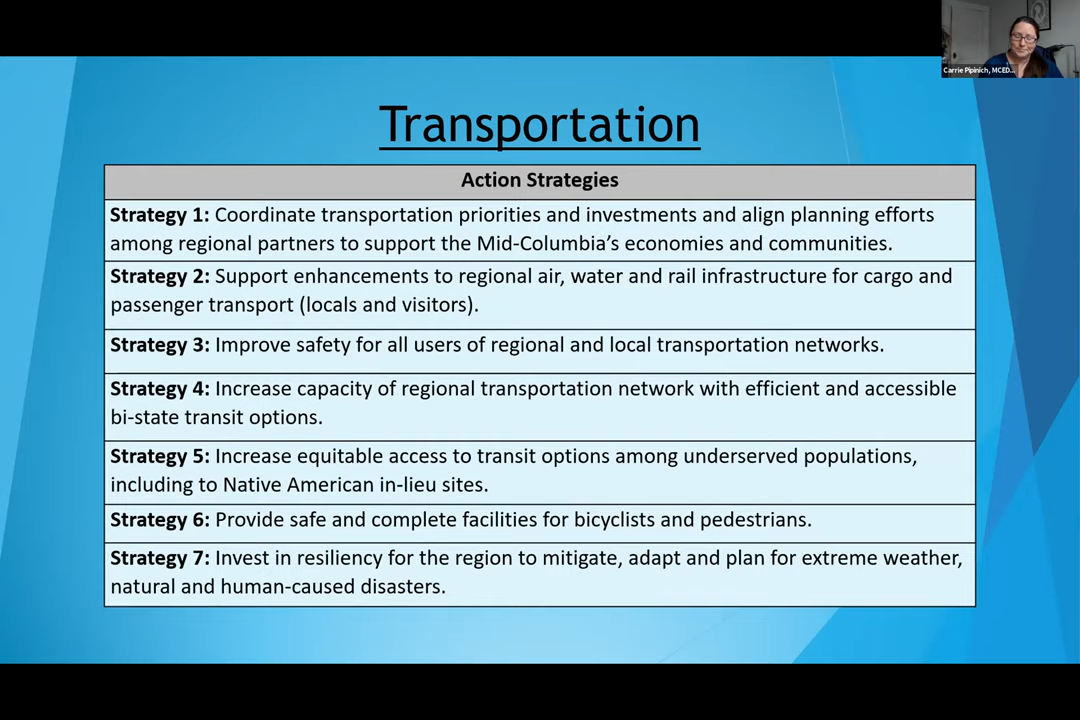 Carrie Pipinich, MCED...
Transportation
Action Strategies
Strategy 1: Coordinate transportation priorities and investments and align planning efforts
among regional partners to support the Mid-Columbia’s economies and communities.
Strategy 2: Support enhancements to regional air, water and rail infrastructure for cargo and
passenger transport (locals and visitors).
Strategy 3: Improve safety for all users of regional and local transportation networks.
Strategy 4: Increase capacity of regional transportation network with efficient and accessible
bi-state transit options.
Strategy 5: Increase equitable access to transit options among underserved populations,
including to Native American in-lieu sites.
Strategy 6: Provide safe and complete facilities for bicyclists and pedestrians.
Strategy 7: Invest in resiliency for the region to mitigate, adapt and plan for extreme weather,
natural and human-caused disasters.